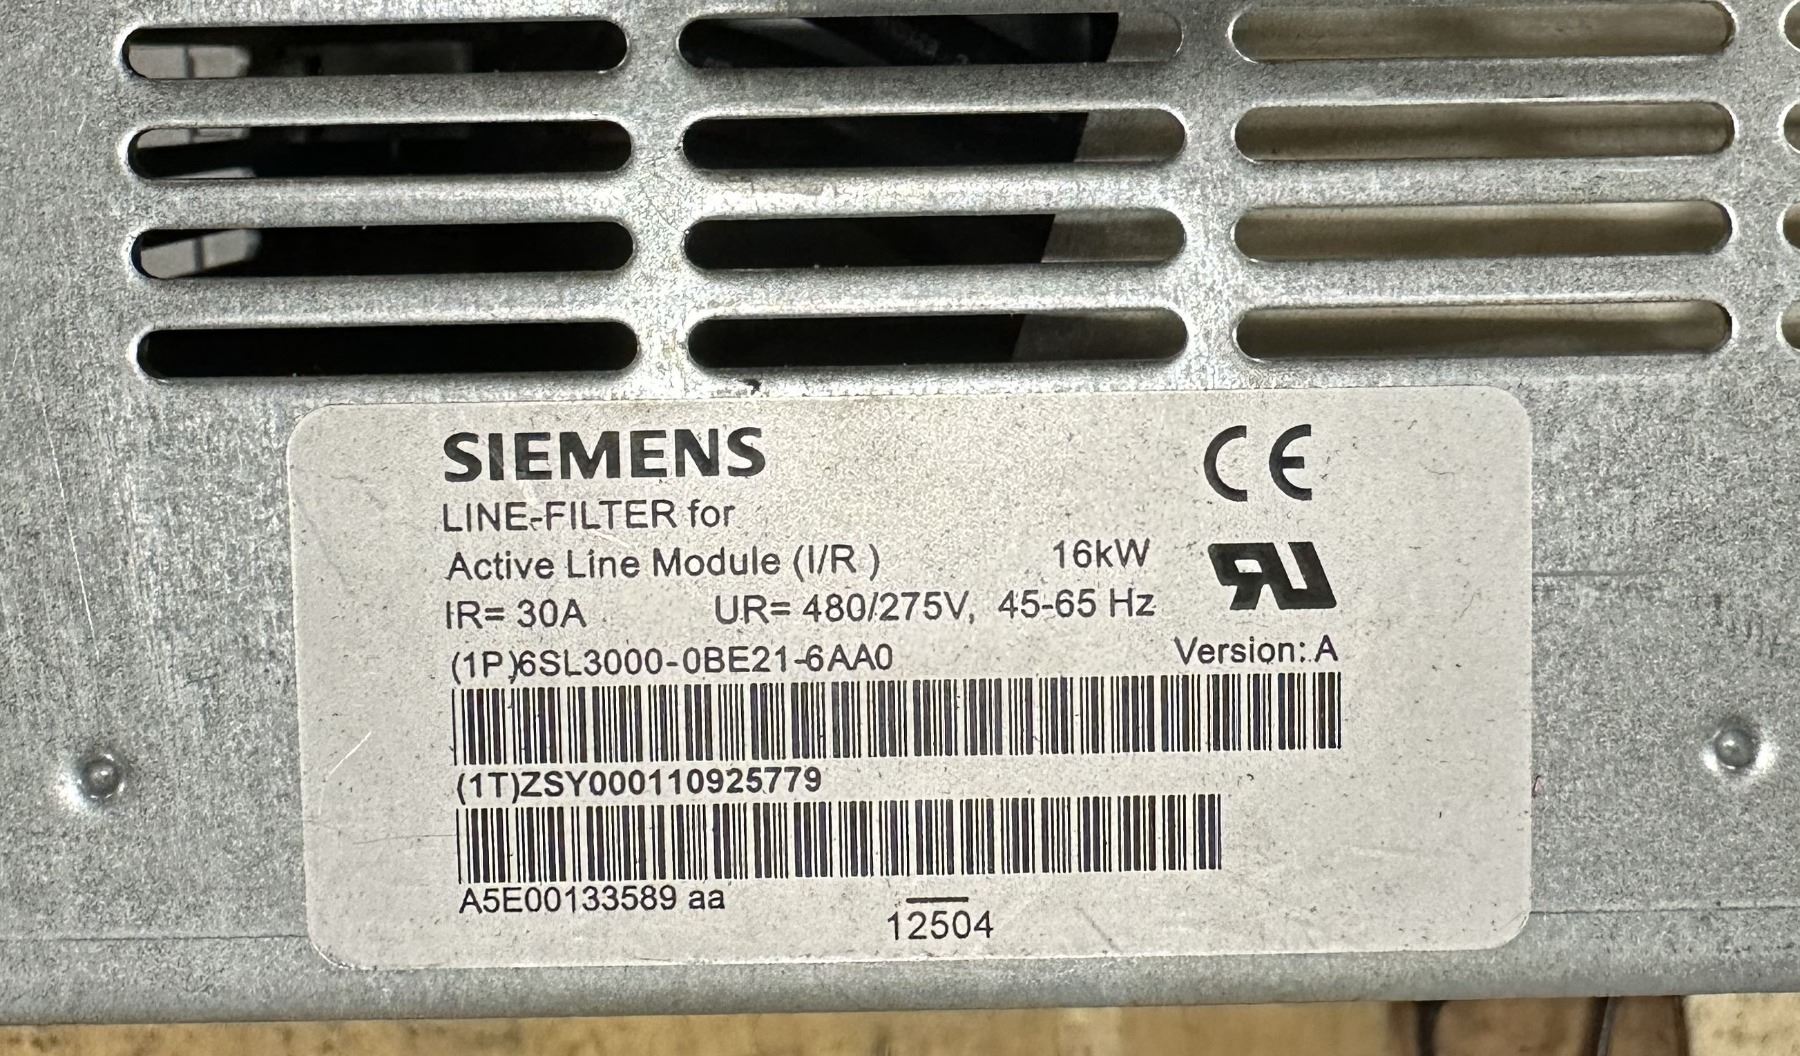 SIEMENS
CE
LINE-FILTER for
Active Line Module (I/R ) 16kW
IR= 30A UR= 480/275V, 45-65 Hz
(1P)6SL3000-0BE21-6AA0 Version: A
(1T)ZSY000110925779
A5E00133589 aa
12504